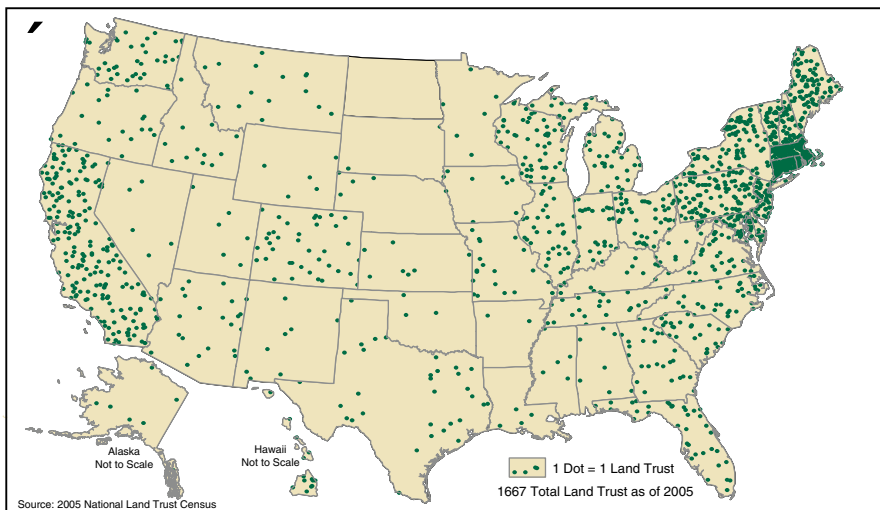 Alaska
Not to Scale
Hawaii
Not to Scale
1 Dot = 1 Land Trust
1667 Total Land Trust as of 2005
Source: 2005 National Land Trust Census